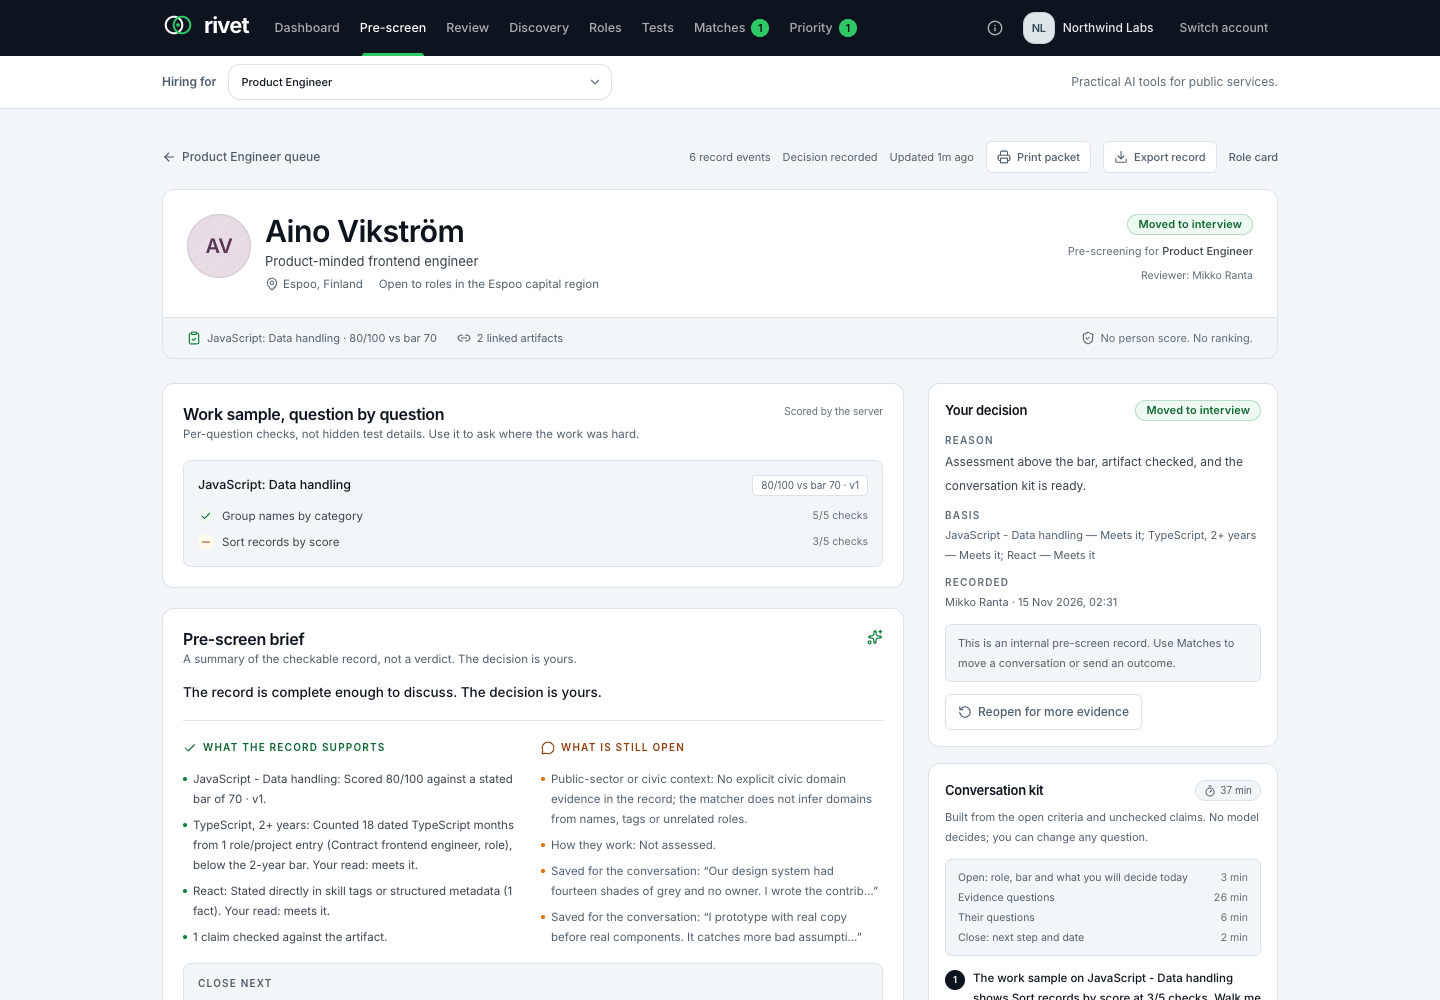 rivet
Dashboard
Pre-screen
Review
Discovery
Roles
Tests
Matches 1
Priority 1
NL
Northwind Labs
Switch account
Hiring for
Product Engineer
Practical AI tools for public services.
Product Engineer queue
6 record events
Decision recorded
Updated 1m ago
Print packet
Export record
Role card
AV
Aino Vikström
Product-minded frontend engineer
Espoo, Finland
Open to roles in the Espoo capital region
Moved to interview
Pre-screening for Product Engineer
Reviewer: Mikko Ranta
JavaScript: Data handling · 80/100 vs bar 70
2 linked artifacts
No person score. No ranking.
Work sample, question by question
Scored by the server
Per-question checks, not hidden test details. Use it to ask where the work was hard.
JavaScript: Data handling
80/100 vs bar 70 · v1
Group names by category
5/5 checks
Sort records by score
3/5 checks
Pre-screen brief
A summary of the checkable record, not a verdict. The decision is yours.
The record is complete enough to discuss. The decision is yours.
WHAT THE RECORD SUPPORTS
JavaScript - Data handling: Scored 80/100 against a stated
bar of 70 · v1.
TypeScript, 2+ years: Counted 18 dated TypeScript months
from 1 role/project entry (Contract frontend engineer, role),
below the 2-year bar. Your read: meets it.
React: Stated directly in skill tags or structured metadata (1
fact). Your read: meets it.
1 claim checked against the artifact.
WHAT IS STILL OPEN
Public-sector or civic context: No explicit civic domain
evidence in the record; the matcher does not infer domains
from names, tags or unrelated roles.
How they work: Not assessed.
Saved for the conversation: “Our design system had
fourteen shades of grey and no owner. I wrote the contrib…”
Saved for the conversation: “I prototype with real copy
before real components. It catches more bad assumpti…”
CLOSE NEXT
Your decision
Moved to interview
REASON
Assessment above the bar, artifact checked, and the
conversation kit is ready.
BASIS
JavaScript - Data handling — Meets it; TypeScript, 2+ years
— Meets it; React — Meets it
RECORDED
Mikko Ranta · 15 Nov 2026, 02:31
This is an internal pre-screen record. Use Matches to
move a conversation or send an outcome.
Reopen for more evidence
Conversation kit
37 min
Built from the open criteria and unchecked claims. No model
decides; you can change any question.
Open: role, bar and what you will decide today
3 min
Evidence questions
26 min
Their questions
6 min
Close: next step and date
2 min
1
The work sample on JavaScript - Data handling
shows Sort records by score at 3/5 checks. Walk me